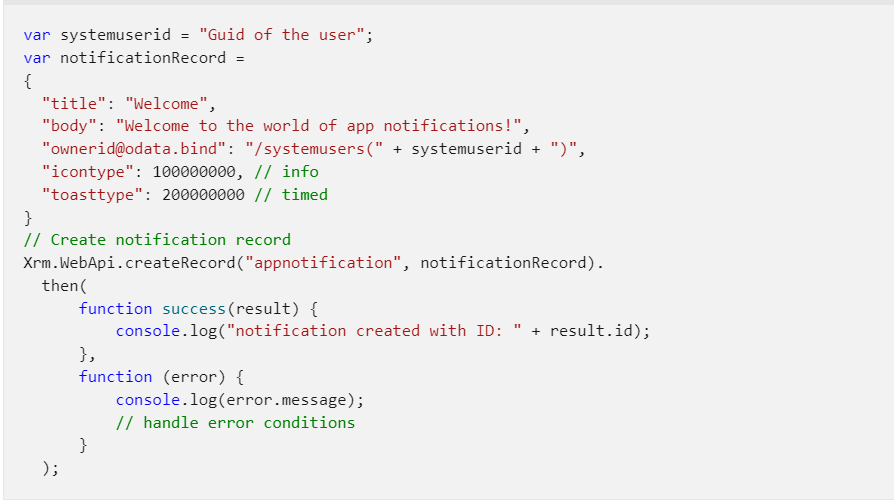 var systemuserid = "Guid of the user";
var notificationRecord =
{
  "title": "Welcome",
  "body": "Welcome to the world of app notifications!",
  "ownerid@odata.bind": "/systemusers(" + systemuserid + ")",
  "icontype": 100000000, // info
  "toasttype": 200000000 // timed
}
// Create notification record
Xrm.WebApi.createRecord("appnotification", notificationRecord).
  then(
      function success(result) {
          console.log("notification created with ID: " + result.id);
      },
      function (error) {
          console.log(error.message);
          // handle error conditions
      }
  );